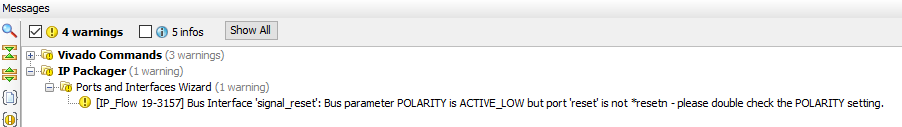 Messages
4 warnings 5 infos Show All
Vivado Commands (3 warnings)
IP Packager (1 warning)
Ports and Interfaces Wizard (1 warning)
[IP_Flow 19-3157] Bus Interface 'signal_reset': Bus parameter POLARITY is ACTIVE_LOW but port 'reset' is not *resetn - please double check the POLARITY setting.